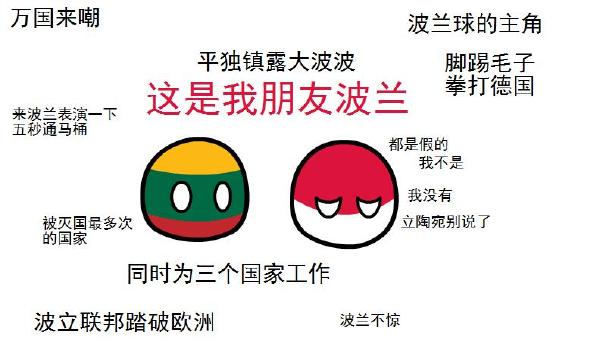 万国来嘲
波兰球的主角
平独镇露大波波
脚踢毛子
拳打德国
这是我朋友波兰
来波兰表演一下
五秒通马桶
都是假的
我不是
我没有
立陶宛别说了
被灭国最多次
的国家
同时为三个国家工作
波立联邦踏破欧洲
波兰不惊